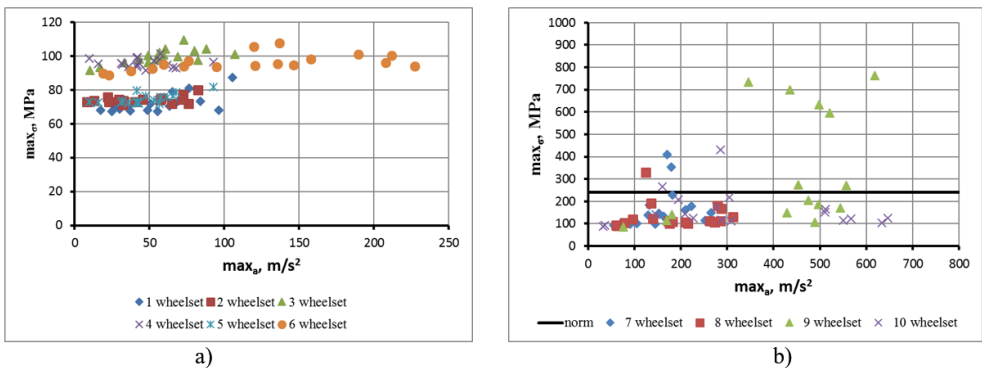 120
100
80
60
40
20
0
maxσ, MPa
0 50 100 150 200 250
maxa, m/s²
1 wheelset 2 wheelset 3 wheelset
4 wheelset 5 wheelset 6 wheelset
a)
1000
900
800
700
600
500
400
300
200
100
0
maxσ, MPa
0 100 200 300 400 500 600 700 800
maxa, m/s²
norm 7 wheelset 8 wheelset 9 wheelset 10 wheelset
b)